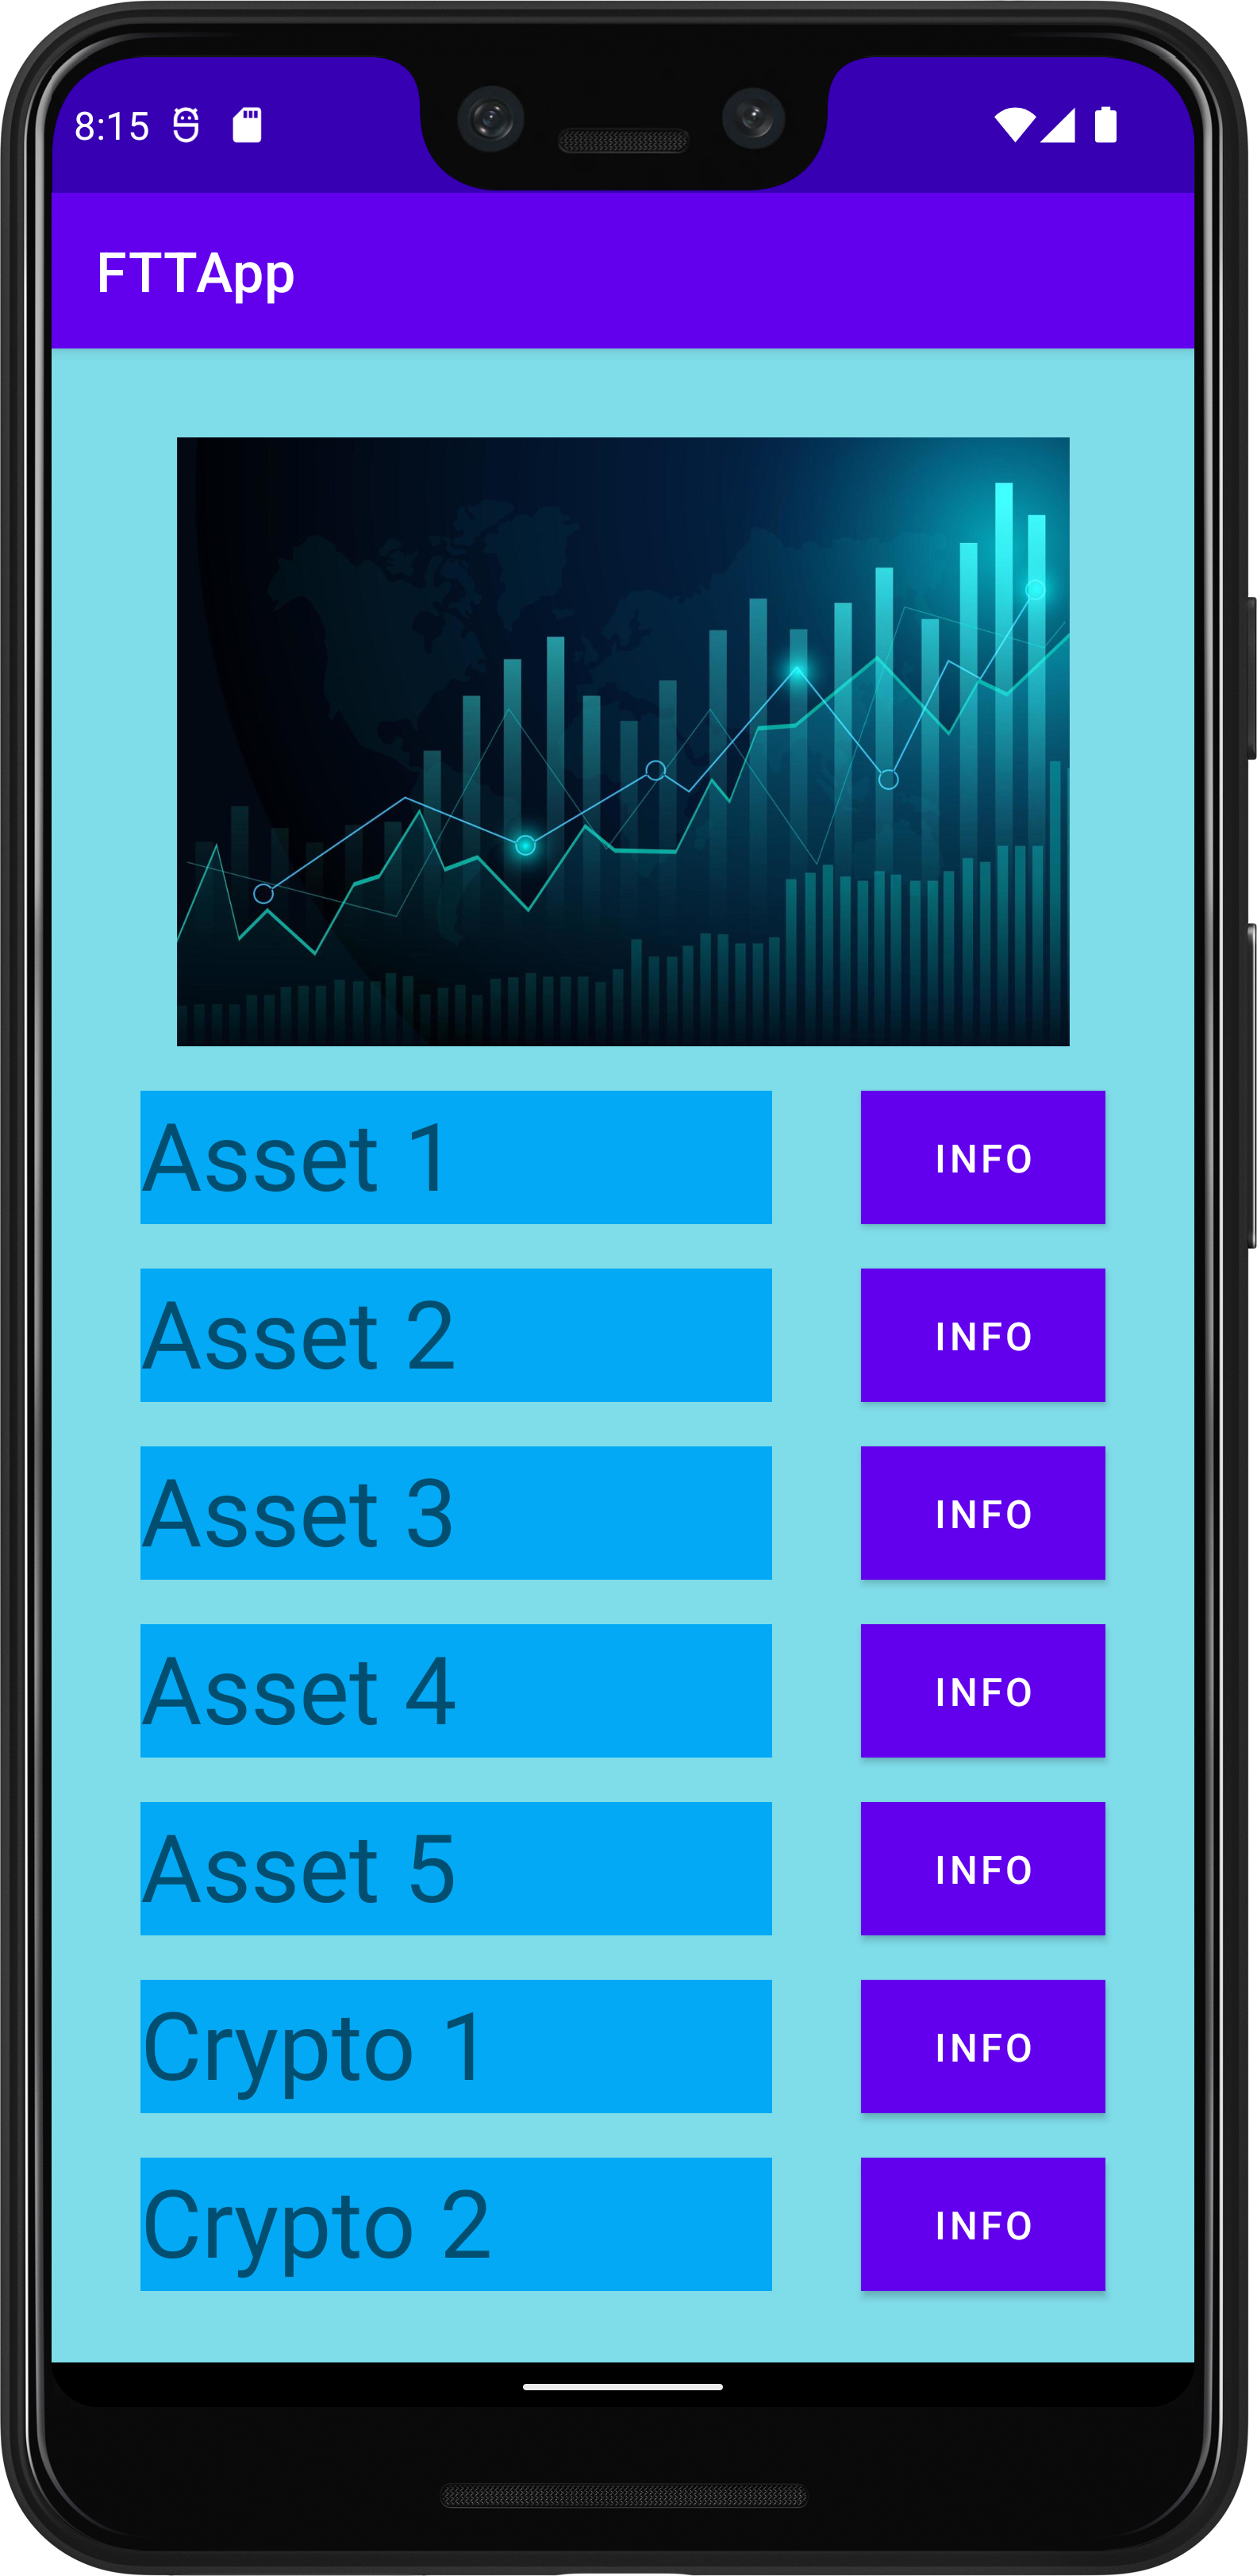 8:15
FTTApp
Asset 1 INFO
Asset 2 INFO
Asset 3 INFO
Asset 4 INFO
Asset 5 INFO
Crypto 1 INFO
Crypto 2 INFO